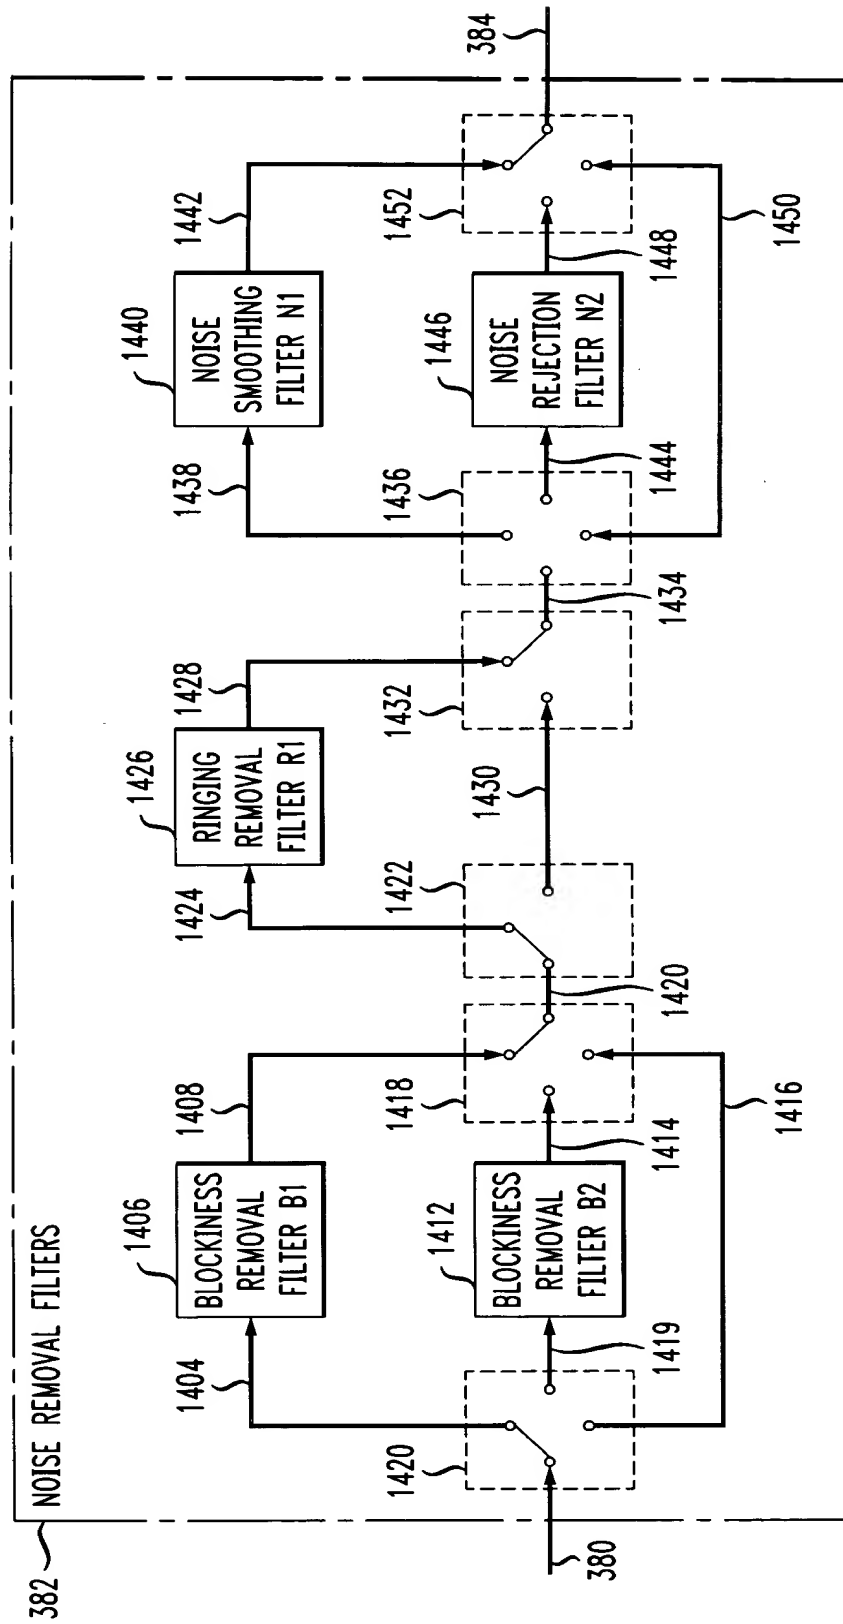 382
NOISE REMOVAL FILTERS
380
1420
1404
1419
1406
BLOCKINESS
REMOVAL
FILTER B1
1412
BLOCKINESS
REMOVAL
FILTER B2
1408
1414
1416
1418
1420
1422
1424
1426
RINGING
REMOVAL
FILTER R1
1428
1430
1432
1434
1436
1438
1444
1440
NOISE
SMOOTHING
FILTER N1
1446
NOISE
REJECTION
FILTER N2
1442
1448
1450
1452
384